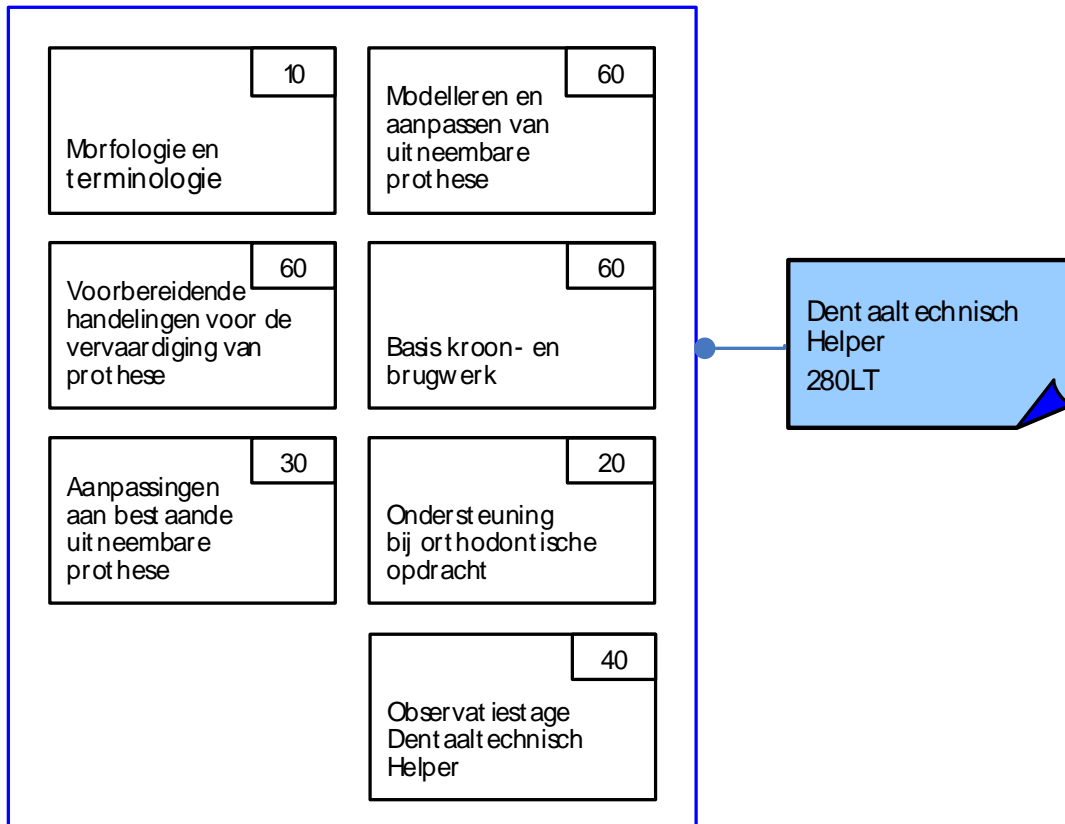 10
Morfologie en
terminologie
60
Modelleren en
aanpassen van
uitneembare
prothese
60
Voorbereidende
handelingen voor de
vervaardiging van
prothese
60
Basis kroon- en
brugwerk
30
Aanpassingen
aan bestaande
uitneembare
prothese
20
Ondersteuning
bij orthodontische
opdracht
40
Observatiestage
Dentaaltechnisch
Helper
Dentaaltechnisch
Helper
280LT